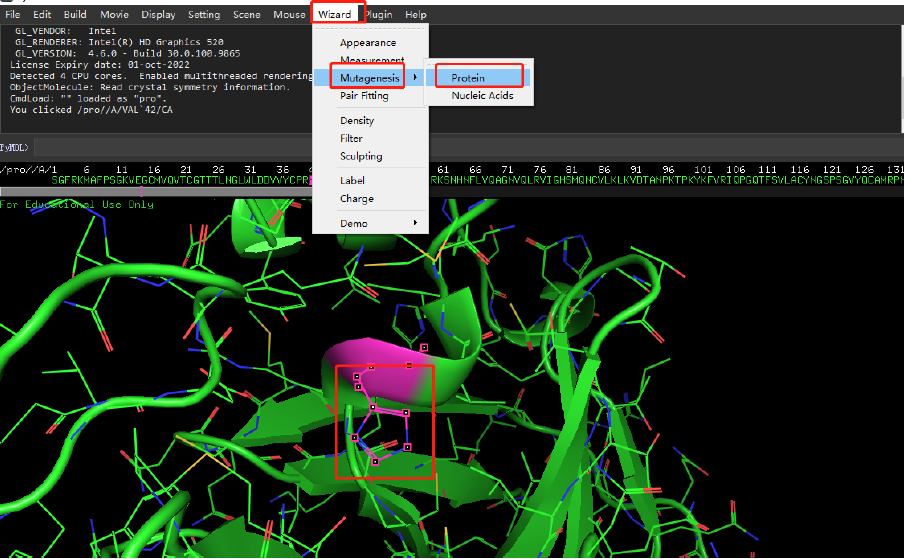 File Edit Build Movie Display Setting Scene Mouse Wizard Plugin Help
GL_VENDOR: Intel
GL_RENDERER: Intel(R) HD Graphics 520
GL_VERSION: 4.6.0 - Build 30.0.100.9865
License Expiry date: 01-oct-2022
Detected 4 CPU cores. Enabled multithreaded rendering
ObjectMolecule: Read crystal symmetry information.
CmdLoad: "" loaded as "pro".
You clicked /pro//A/VAL`42/CA
Appearance
Measurement
Mutagenesis
Protein
Pair Fitting
Nucleic Acids
Density
Filter
Sculpting
Label
Charge
Demo
PyMOL>
/pro//A/1 6 11 16 21 26 31 36 61 66 71 76 81 86 91 96 101 106 111 116 121 126 131
SGFRKMAFPSGKVEGCMVQVTCGTTTLNGLWLDDVVYCPR RKSNHNFLVQAGNVQLRVIGHSMQNCVLKLKVDTANPKTPKYKFVRIQPGQTFSVLACYNGSPSGVYQCAMRPN
For Educational Use Only